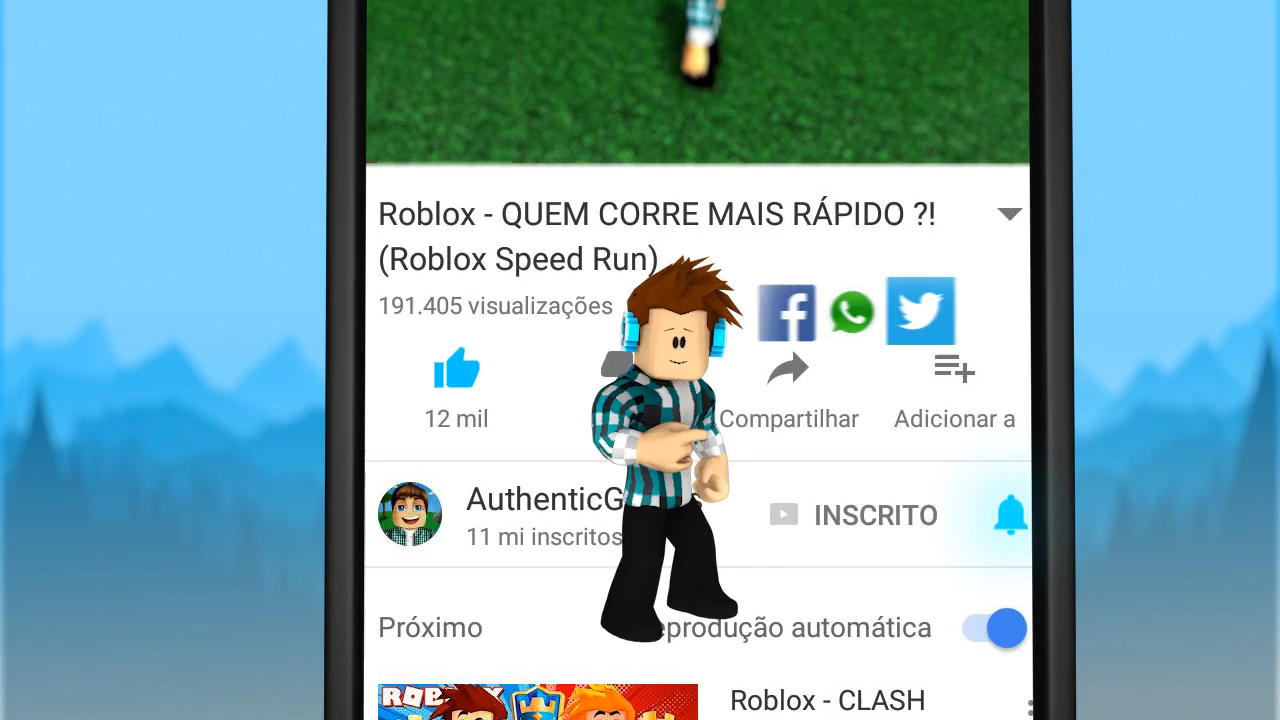 Roblox - QUEM CORRE MAIS RÁPIDO ?!
(Roblox Speed Run)
191.405 visualizações
12 mil
Compartilhar
Adicionar a
AuthenticG
11 mi inscritos
INSCRITO
Próximo
eprodução automática
ROBLOX
Roblox - CLASH